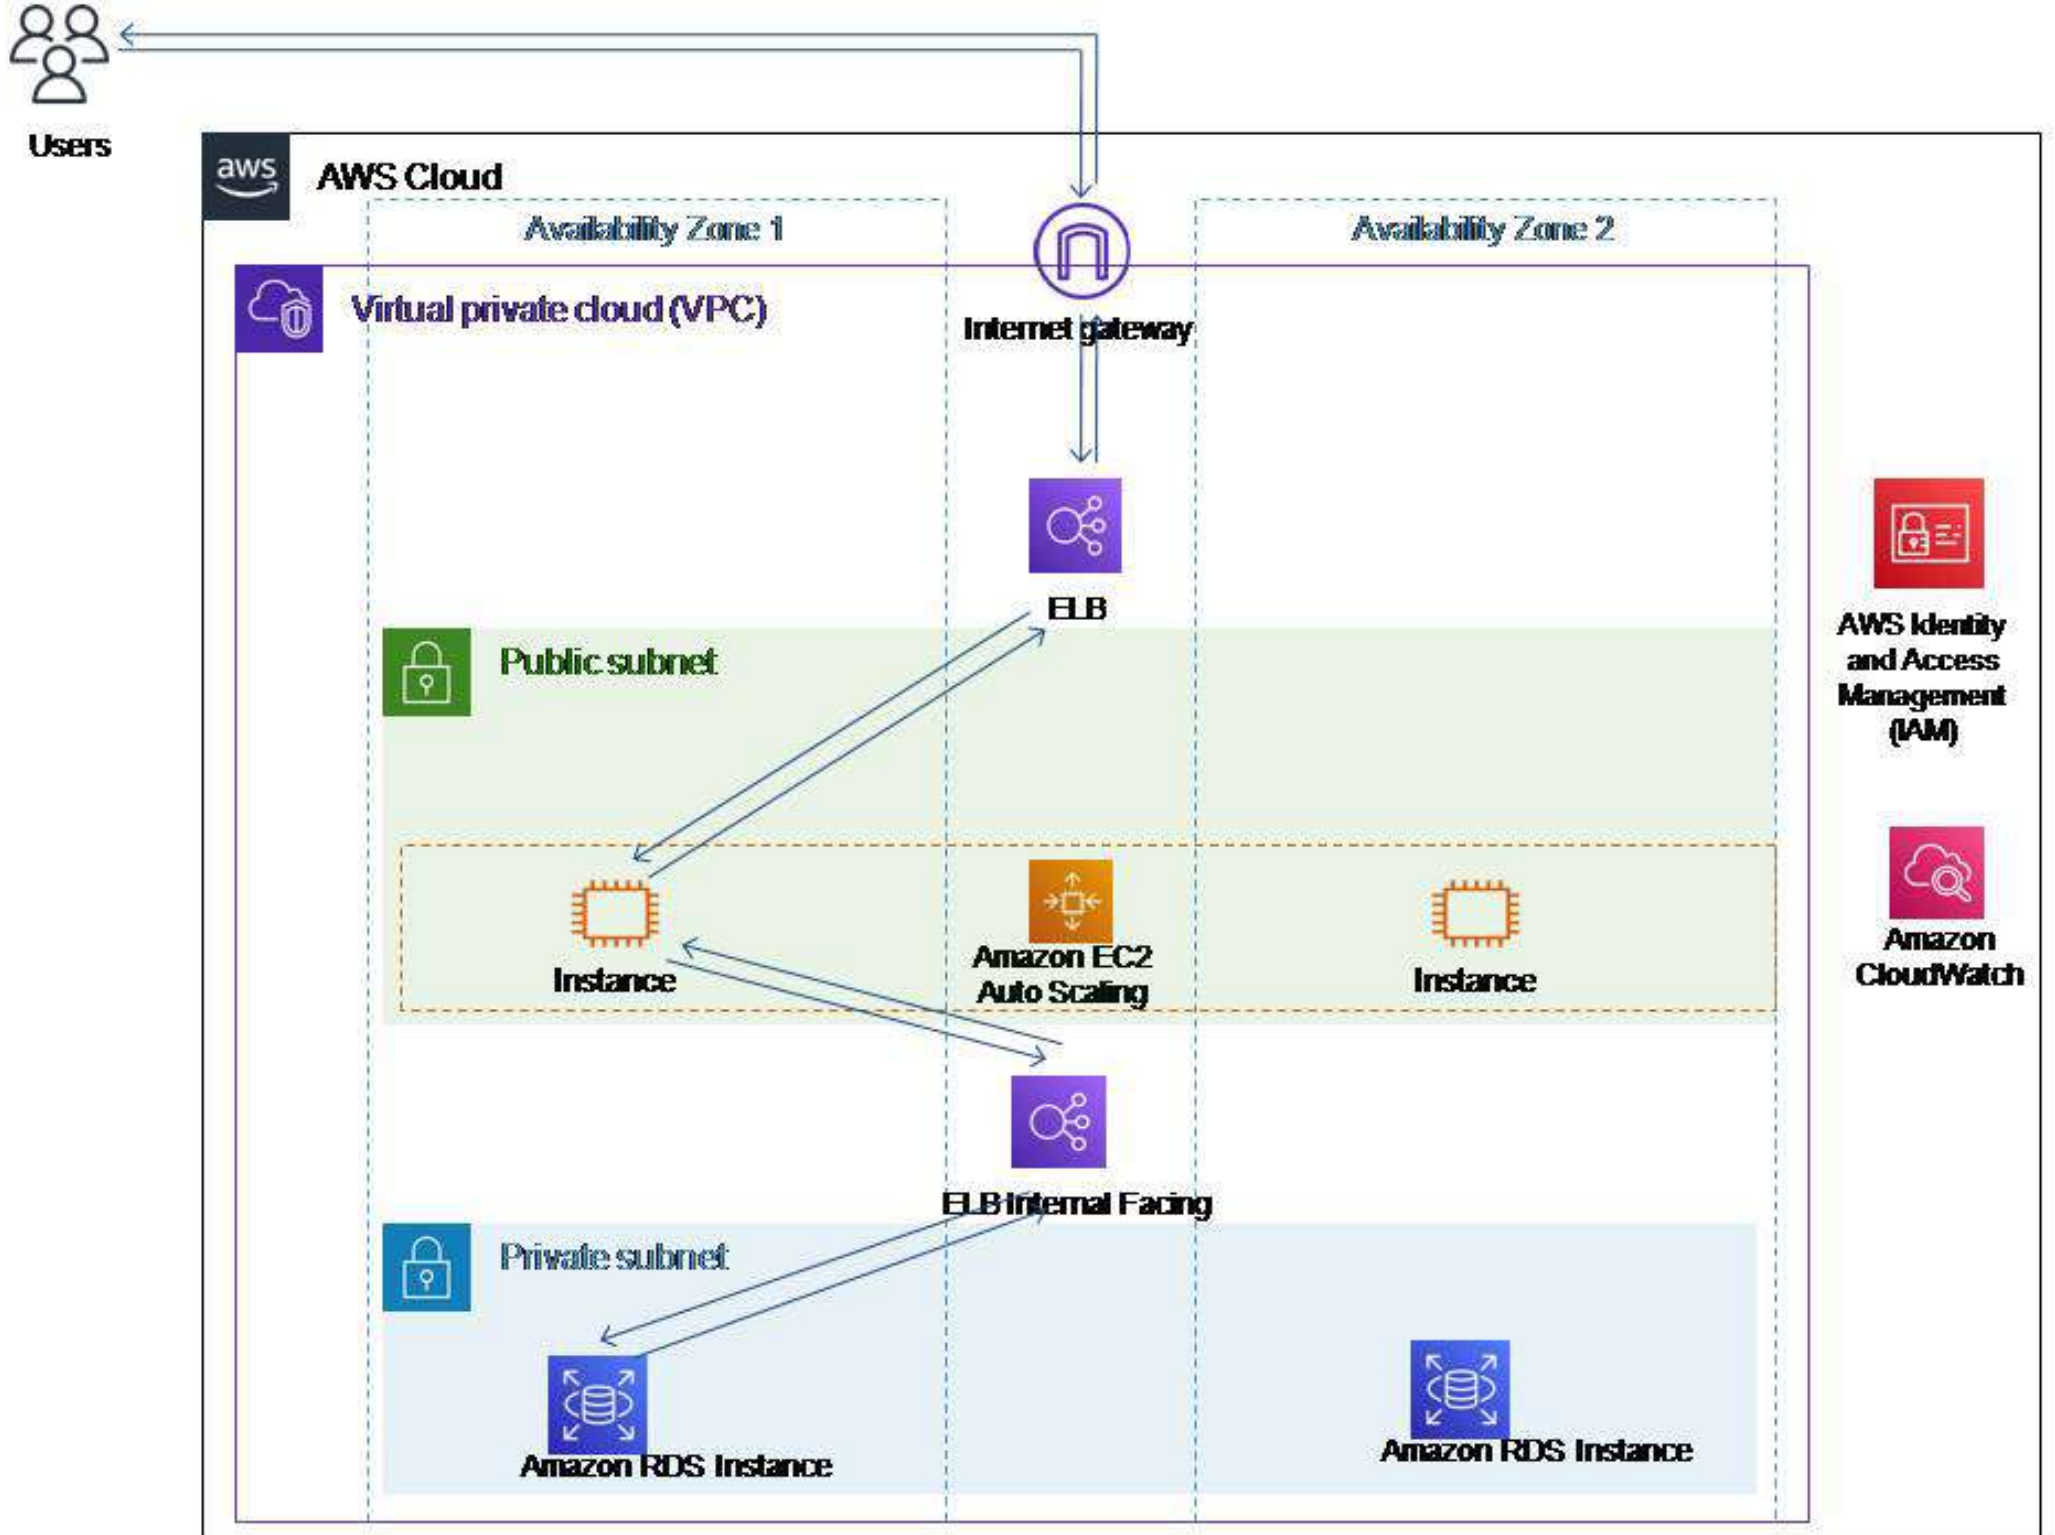 Users
aws
AWS Cloud
Availability Zone 1
Availability Zone 2
Virtual private cloud (VPC)
Internet gateway
ELB
Public subnet
AWS Identity
and Access
Management
(IAM)
Instance
Amazon EC2
Auto Scaling
Instance
Amazon
CloudWatch
ELB Internal Facing
Private subnet
Amazon RDS Instance
Amazon RDS Instance